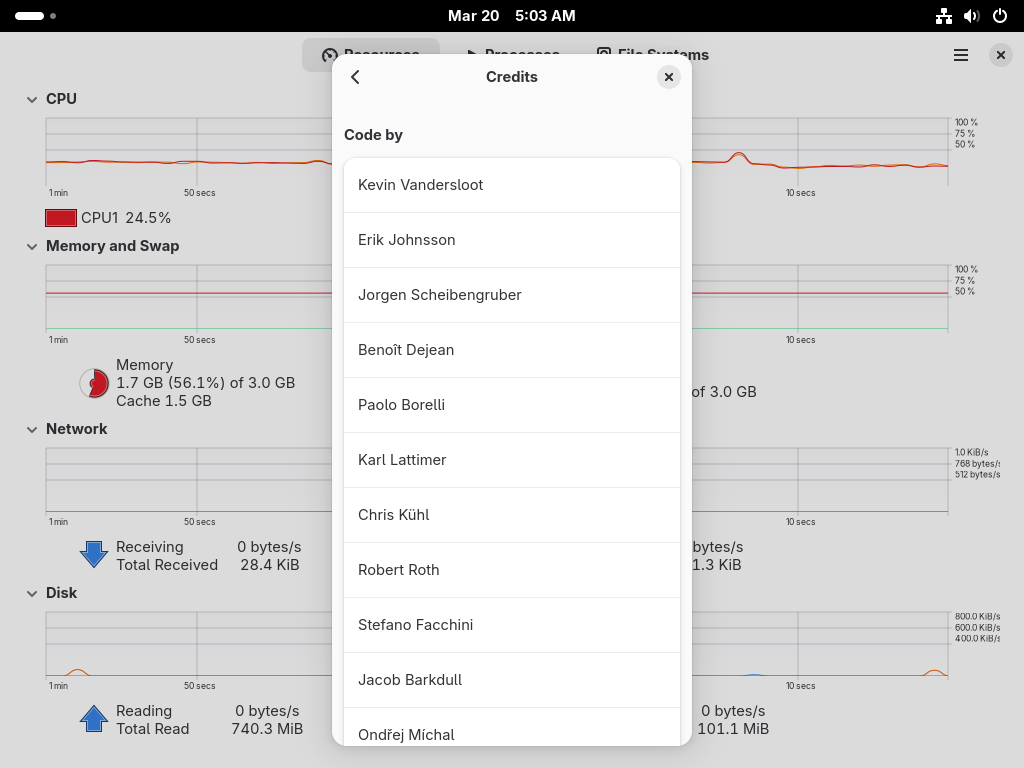 Mar 20 5:03 AM
Resources Processes File Systems
Credits
Code by
Kevin Vandersloot
Erik Johnsson
Jorgen Scheibengruber
Benoît Dejean
Paolo Borelli
Karl Lattimer
Chris Kühl
Robert Roth
Stefano Facchini
Jacob Barkdull
Ondřej Míchal
CPU
100 %
75 %
50 %
1 min 50 secs 10 secs
CPU1 24.5%
Memory and Swap
100 %
75 %
50 %
1 min 50 secs 10 secs
Memory
1.7 GB (56.1%) of 3.0 GB
Cache 1.5 GB
of 3.0 GB
Network
1.0 KiB/s
768 bytes/s
512 bytes/s
1 min 50 secs 10 secs
Receiving 0 bytes/s
Total Received 28.4 KiB
bytes/s
1.3 KiB
Disk
800.0 KiB/s
600.0 KiB/s
400.0 KiB/s
1 min 50 secs 10 secs
Reading 0 bytes/s
Total Read 740.3 MiB
0 bytes/s
101.1 MiB